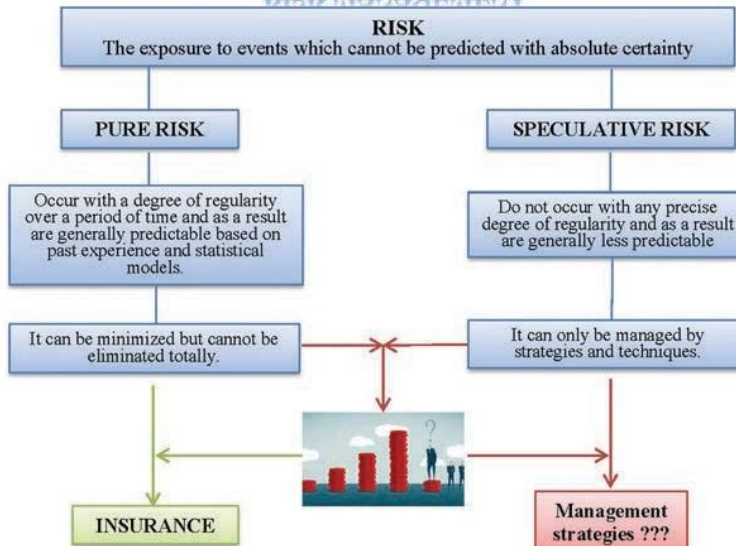 RISK MANAGEMENT
RISK
The exposure to events which cannot be predicted with absolute certainty
PURE RISK
SPECULATIVE RISK
Occur with a degree of regularity
over a period of time and as a result
are generally predictable based on
past experience and statistical
models.
Do not occur with any precise
degree of regularity and as a result
are generally less predictable
It can be minimized but cannot be
eliminated totally.
It can only be managed by
strategies and techniques.
?
INSURANCE
Management
strategies ???